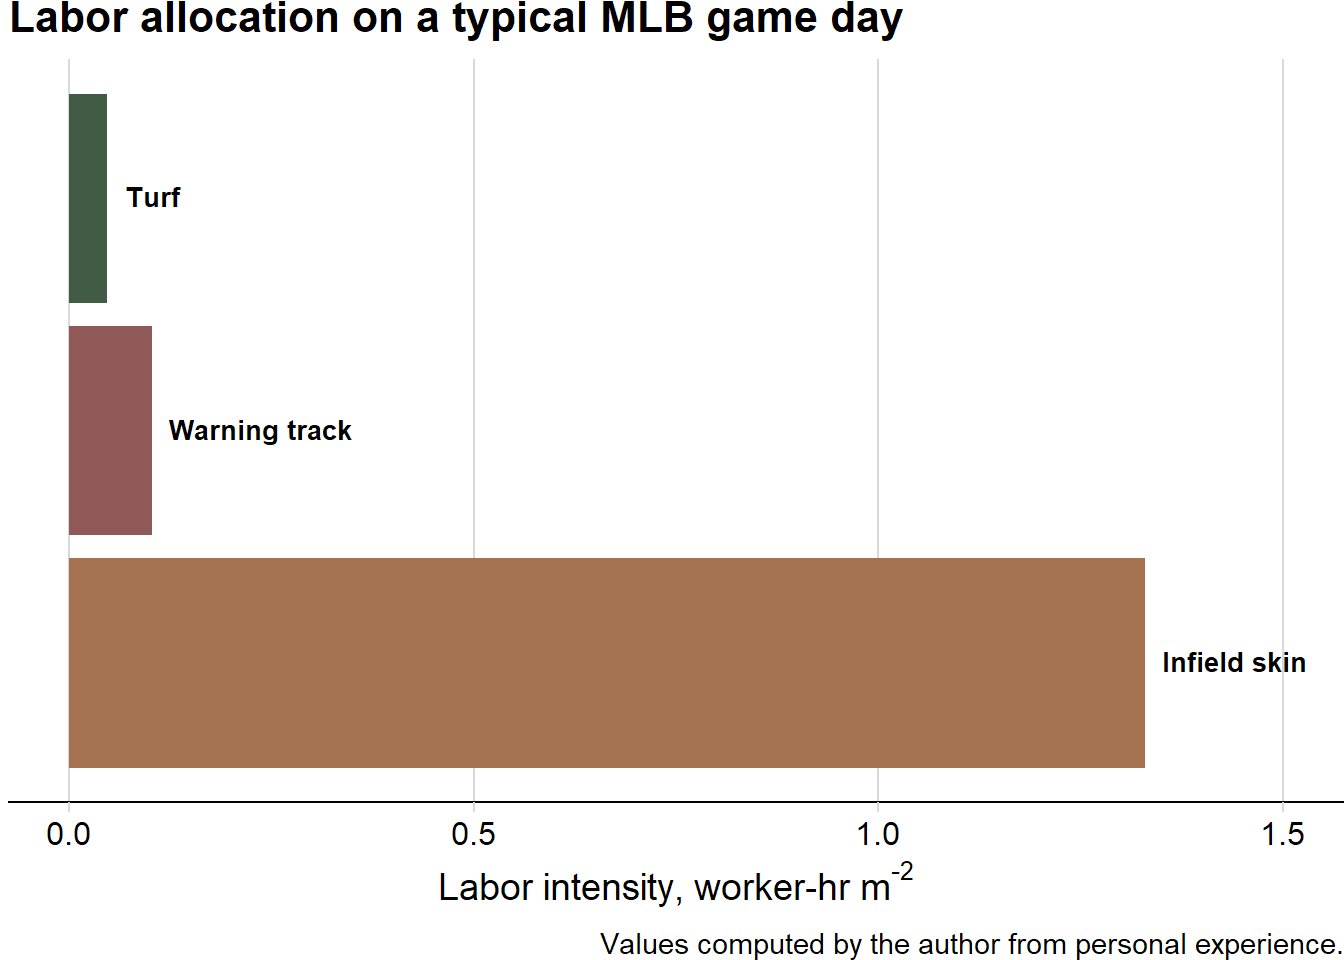 Labor allocation on a typical MLB game day
Turf
Warning track
Infield skin
0.0 0.5 1.0 1.5
Labor intensity, worker-hr m⁻²
Values computed by the author from personal experience.